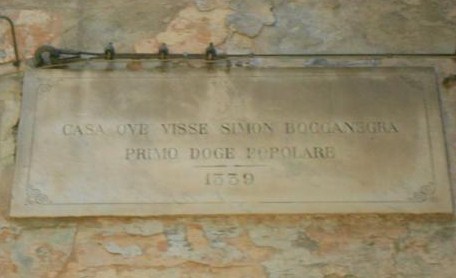 CASA OVE VISSE SIMON BOCCANEGRA
PRIMO DOGE POPOLARE
1339